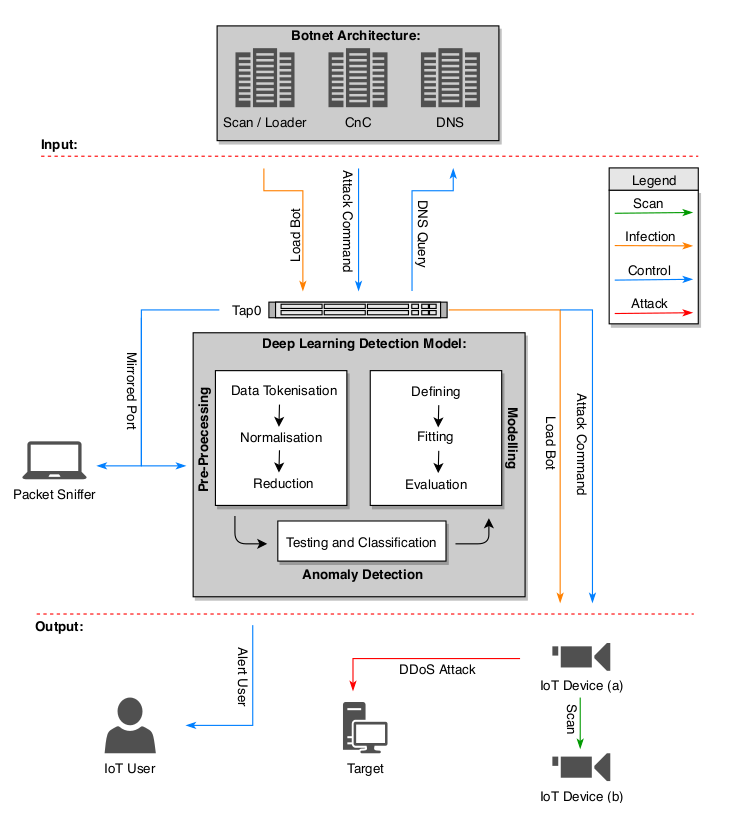 Botnet Architecture:
Scan / Loader
CnC
DNS
Input:
Load Bot
Attack Command
DNS Query
Legend
Scan
Infection
Control
Attack
Tap0
Mirrored Port
Packet Sniffer
Deep Learning Detection Model:
Pre-Proecessing
Data Tokenisation
Normalisation
Reduction
Defining
Fitting
Evaluation
Modelling
Testing and Classification
Anomaly Detection
Load Bot
Attack Command
Output:
Alert User
IoT User
DDoS Attack
Target
IoT Device (a)
Scan
IoT Device (b)